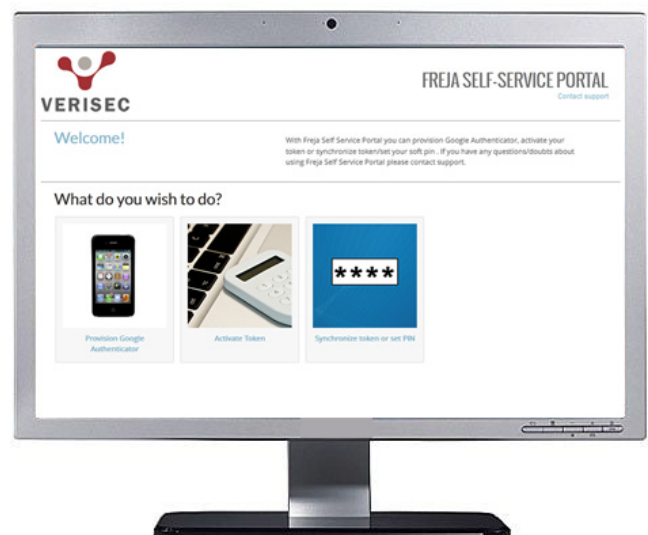 VERISEC
FREJA SELF-SERVICE PORTAL
Contact support
Welcome!
With Freja Self Service Portal you can provision Google Authenticator, activate your
token or synchronize token/set your soft pin . If you have any questions/doubts about
using Freja Self Service Portal please contact support.
What do you wish to do?
****
Provision Google
Authenticator
Activate Token
Synchronize token or set PIN